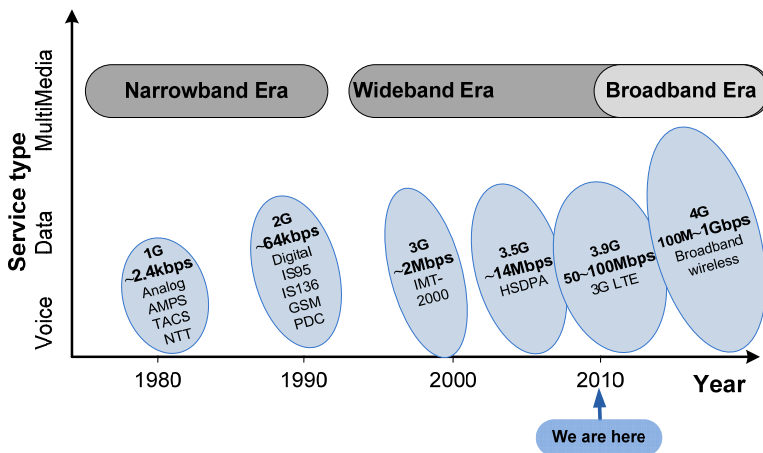 Service type
MultiMedia
Data
Voice
Narrowband Era
Wideband Era
Broadband Era
1G
~2.4kbps
Analog
AMPS
TACS
NTT
2G
~64kbps
Digital
IS95
IS136
GSM
PDC
3G
~2Mbps
IMT-
2000
3.5G
~14Mbps
HSDPA
3.9G
50~100Mbps
3G LTE
4G
100M~1Gbps
Broadband
wireless
1980
1990
2000
2010
Year
We are here